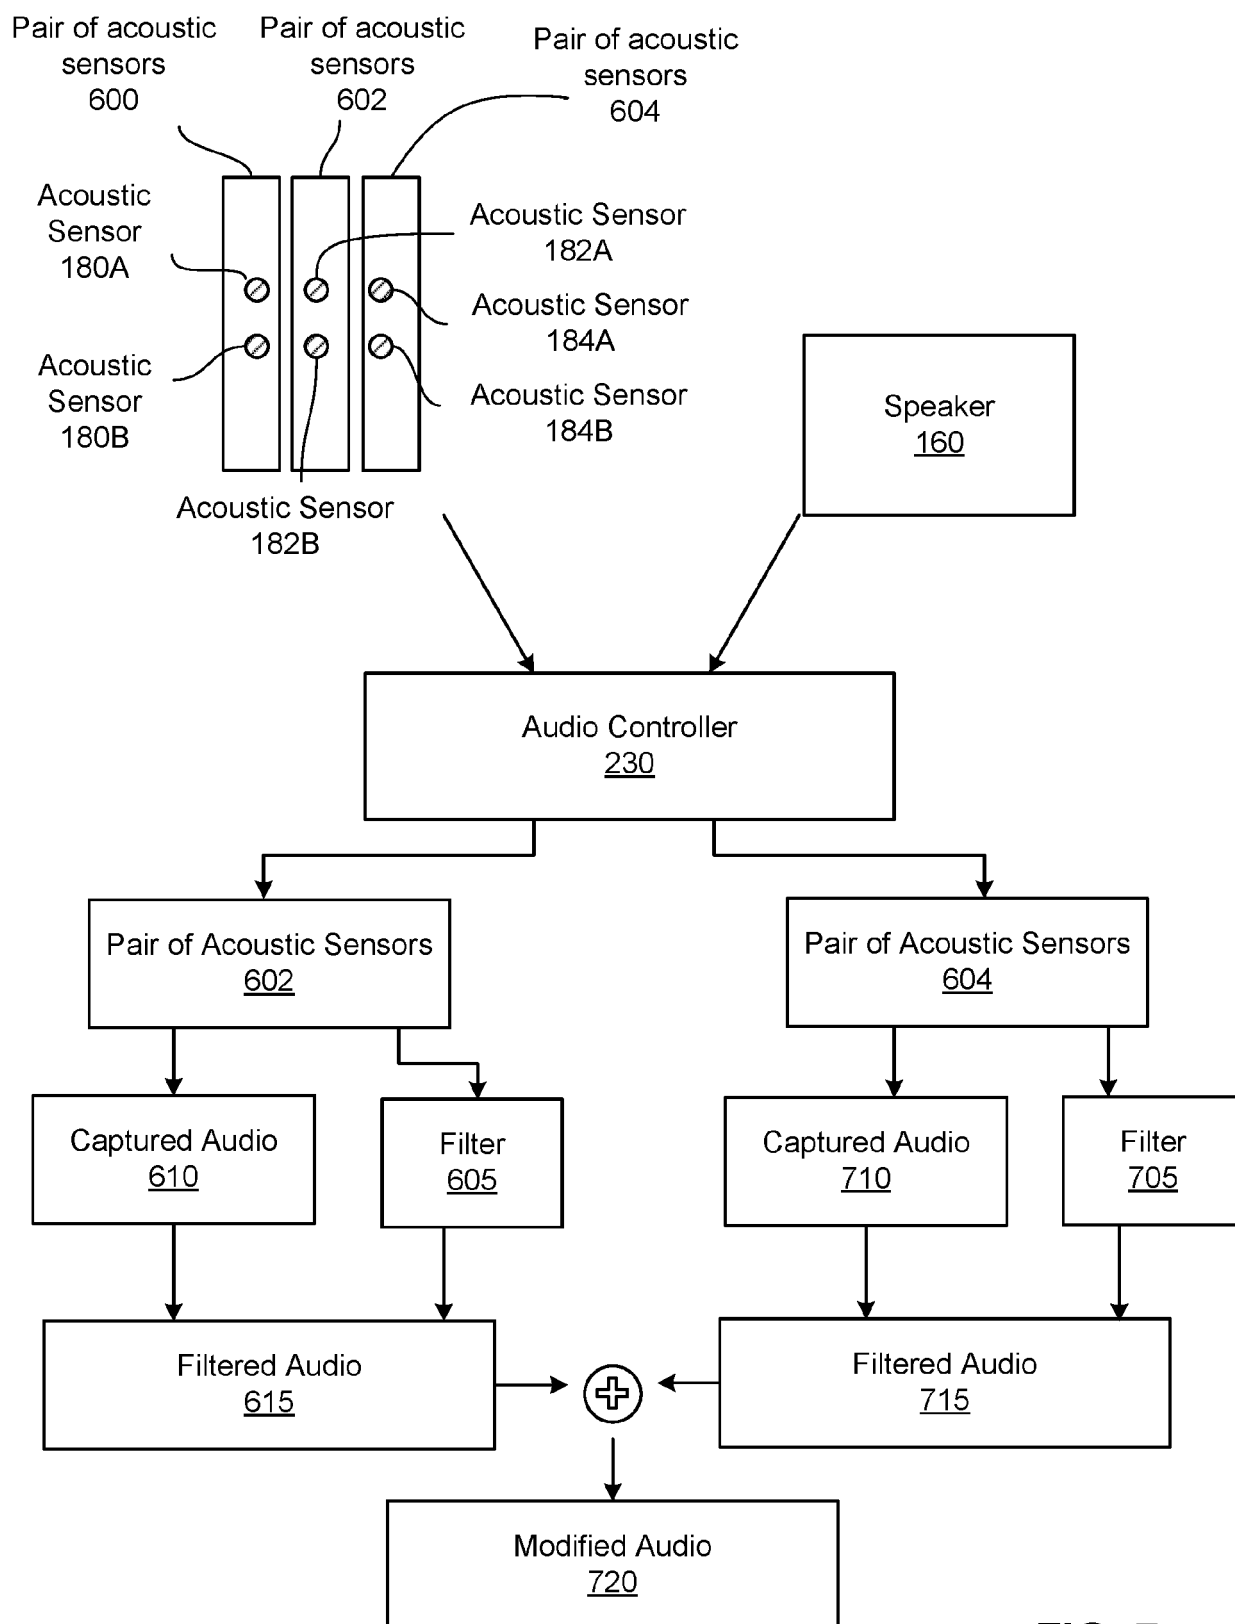 Pair of acoustic
sensors
600
Pair of acoustic
sensors
602
Pair of acoustic
sensors
604
Acoustic
Sensor
180A
Acoustic Sensor
182A
Acoustic Sensor
184A
Acoustic
Sensor
180B
Acoustic Sensor
184B
Acoustic Sensor
182B
Speaker
160
Audio Controller
230
Pair of Acoustic Sensors
602
Pair of Acoustic Sensors
604
Captured Audio
610
Filter
605
Captured Audio
710
Filter
705
Filtered Audio
615
Filtered Audio
715
Modified Audio
720